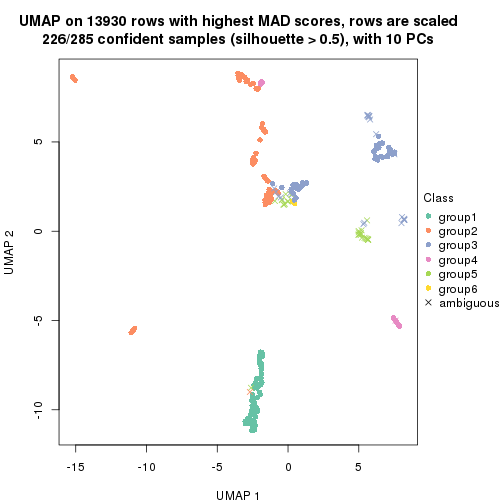 UMAP on 13930 rows with highest MAD scores, rows are scaled
226/285 confident samples (silhouette > 0.5), with 10 PCs
5
0
-5
-10
UMAP 2
-15
-10
-5
0
5
UMAP 1
Class
group1
group2
group3
group4
group5
group6
ambiguous